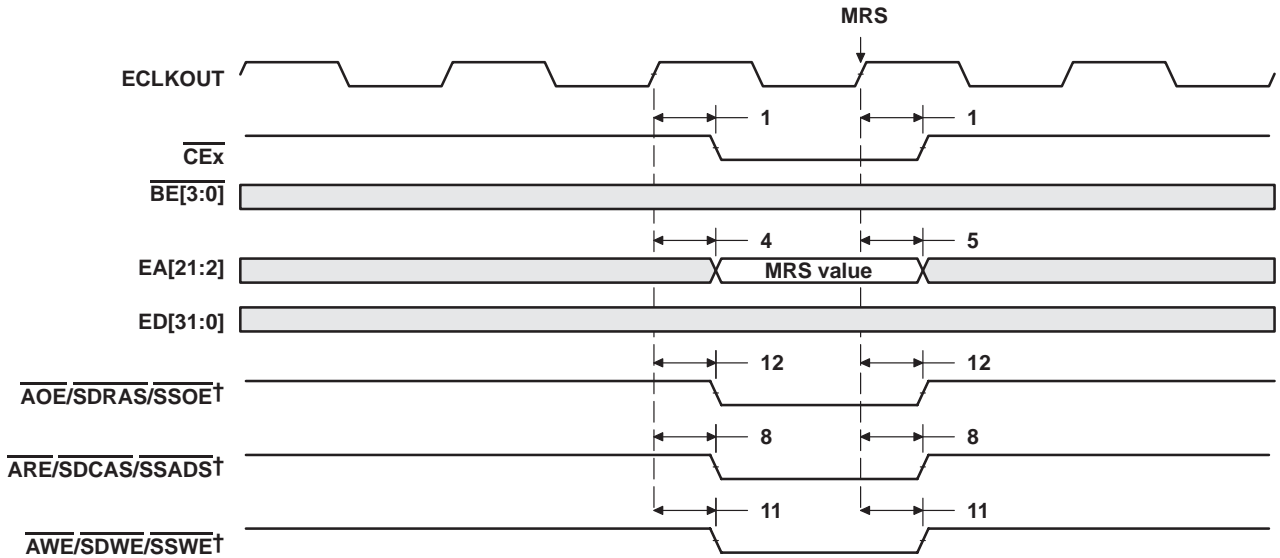 MRS
ECLKOUT
1 1
CEx
BE[3:0]
4 5
EA[21:2] MRS value
ED[31:0]
12 12
AOE/SDRAS/SSOE†
8 8
ARE/SDCAS/SSADS†
11 11
AWE/SDWE/SSWE†